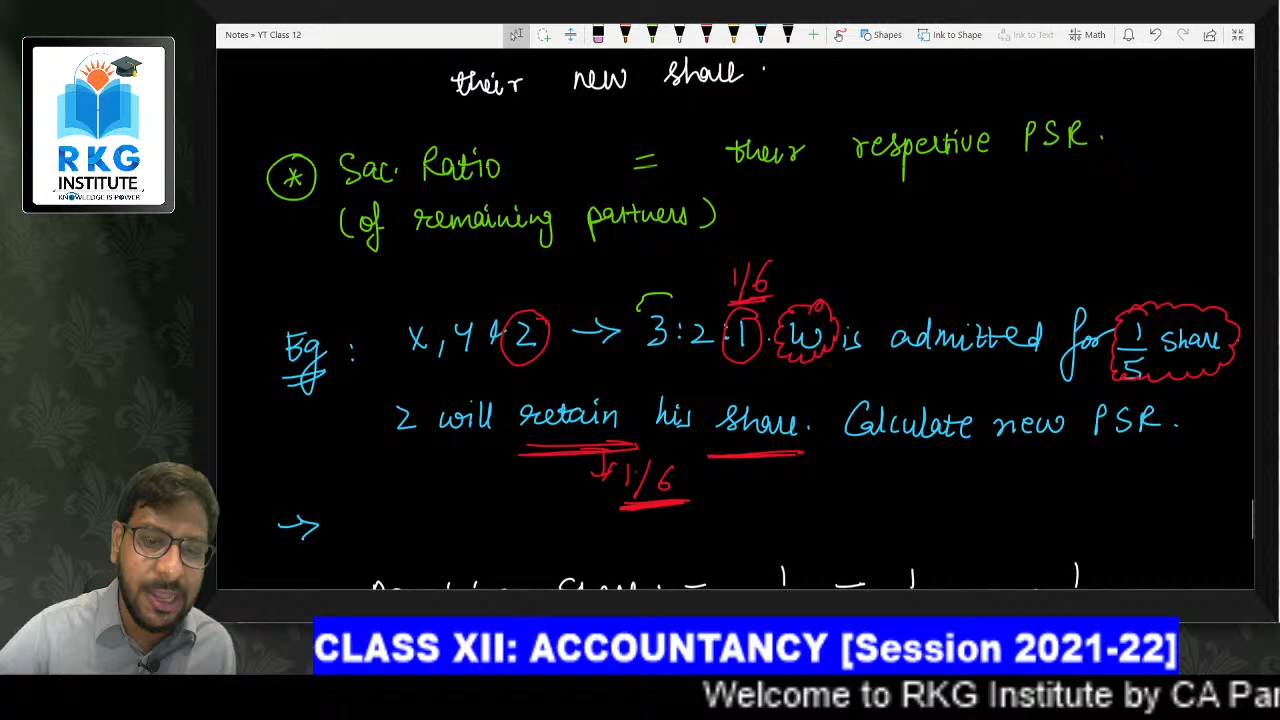 Notes » YT Class 12
Shapes
Ink to Shape
Ink to Text
Math
RKG
INSTITUTE
KNOWLEDGE IS POWER
their new share.
* Sac. Ratio = their respective PSR.
(of remaining partners)
1/6
Eg : X, Y & Z → 3 : 2 : 1. W is admitted for 1/5 share
Z will retain his share. Calculate new PSR.
1/6
→
CLASS XII: ACCOUNTANCY [Session 2021-22]
Welcome to RKG Institute by CA Par